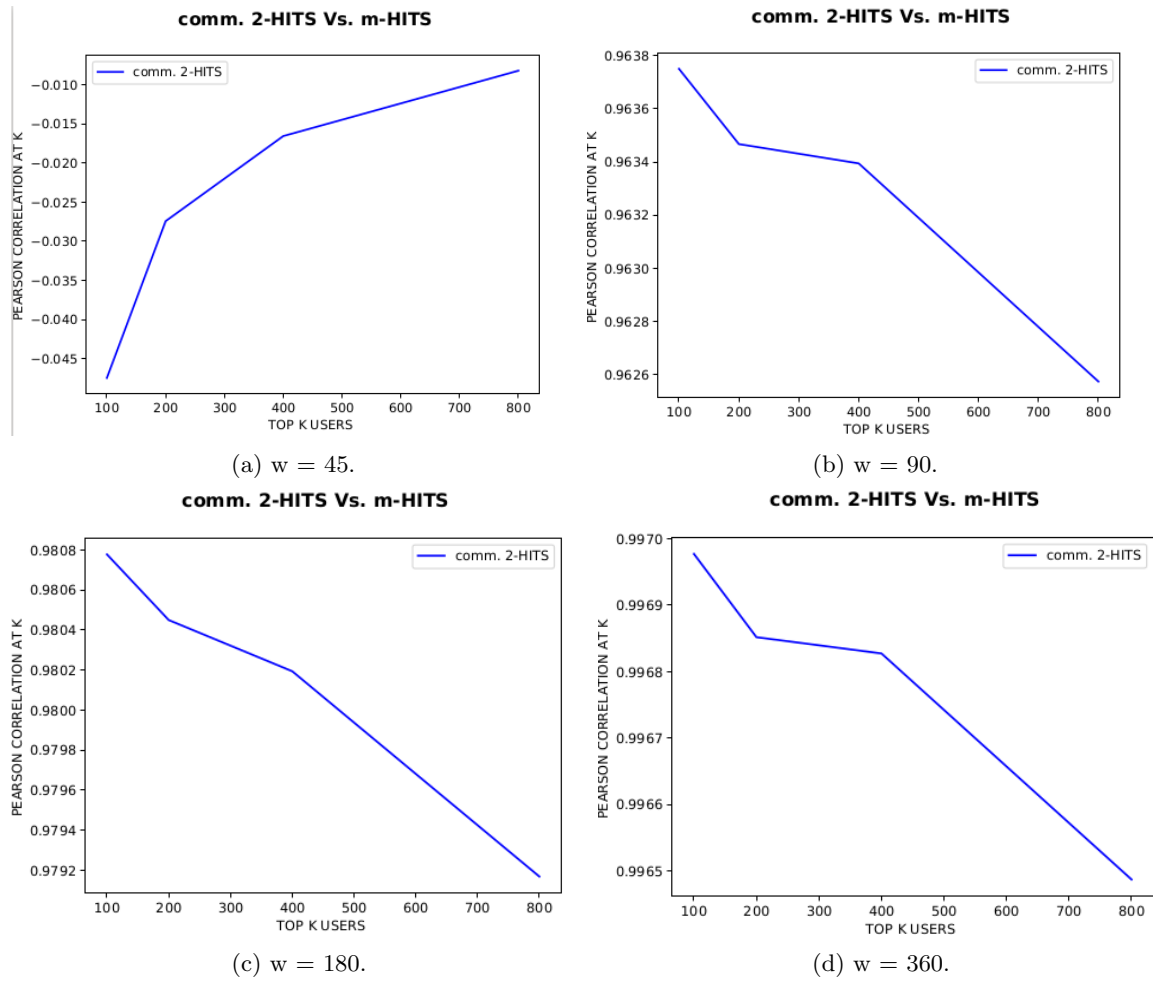 comm. 2-HITS Vs. m-HITS
comm. 2-HITS
PEARSON CORRELATION AT K
−0.010
−0.015
−0.020
−0.025
−0.030
−0.035
−0.040
−0.045
100 200 300 400 500 600 700 800
TOP K USERS
(a) w = 45.
comm. 2-HITS Vs. m-HITS
comm. 2-HITS
PEARSON CORRELATION AT K
0.9638
0.9636
0.9634
0.9632
0.9630
0.9628
0.9626
100 200 300 400 500 600 700 800
TOP K USERS
(b) w = 90.
comm. 2-HITS Vs. m-HITS
comm. 2-HITS
PEARSON CORRELATION AT K
0.9808
0.9806
0.9804
0.9802
0.9800
0.9798
0.9796
0.9794
0.9792
100 200 300 400 500 600 700 800
TOP K USERS
(c) w = 180.
comm. 2-HITS Vs. m-HITS
comm. 2-HITS
PEARSON CORRELATION AT K
0.9970
0.9969
0.9968
0.9967
0.9966
0.9965
100 200 300 400 500 600 700 800
TOP K USERS
(d) w = 360.